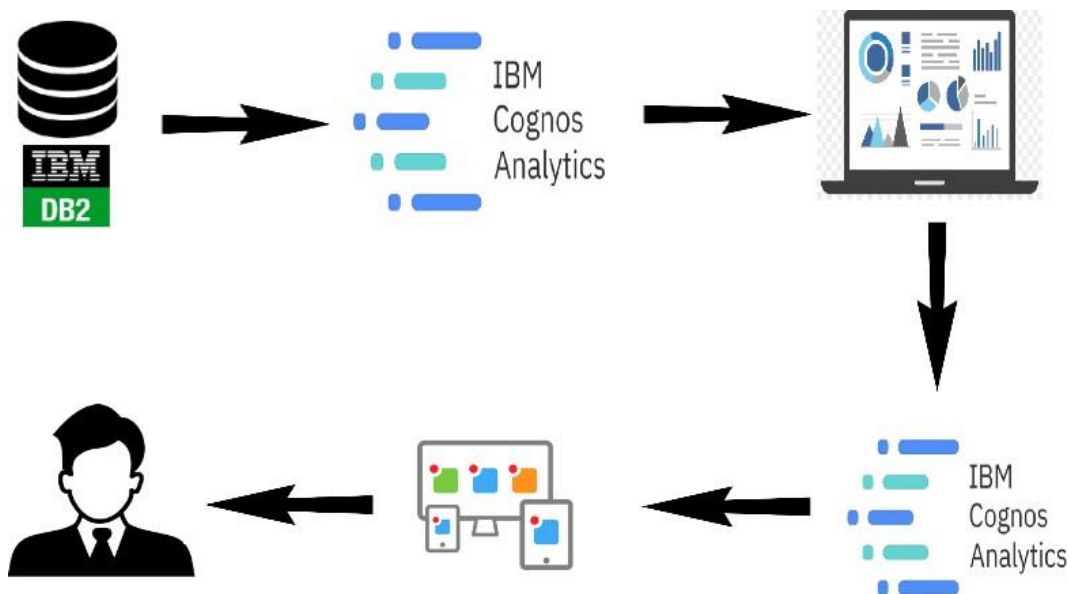 IBM
DB2
IBM
Cognos
Analytics
IBM
Cognos
Analytics